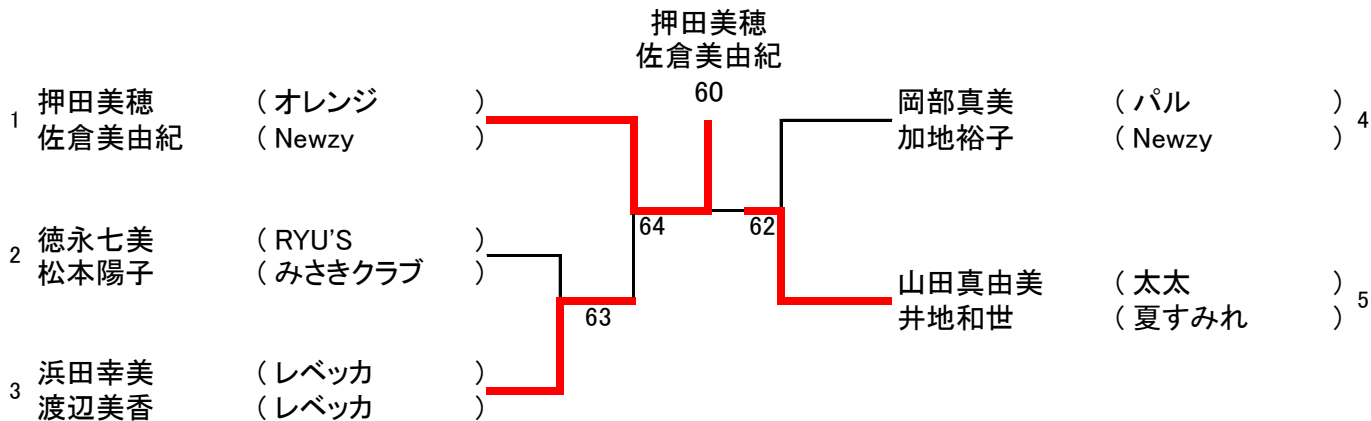 押田美穂
佐倉美由紀
60
1 押田美穂 ( オレンジ )
佐倉美由紀 ( Newzy )
2 徳永七美 ( RYU'S )
松本陽子 ( みさきクラブ )
3 浜田幸美 ( レベッカ )
渡辺美香 ( レベッカ )
64
63
62
岡部真美 ( パル ) 4
加地裕子 ( Newzy )
山田真由美 ( 太太 ) 5
井地和世 ( 夏すみれ )